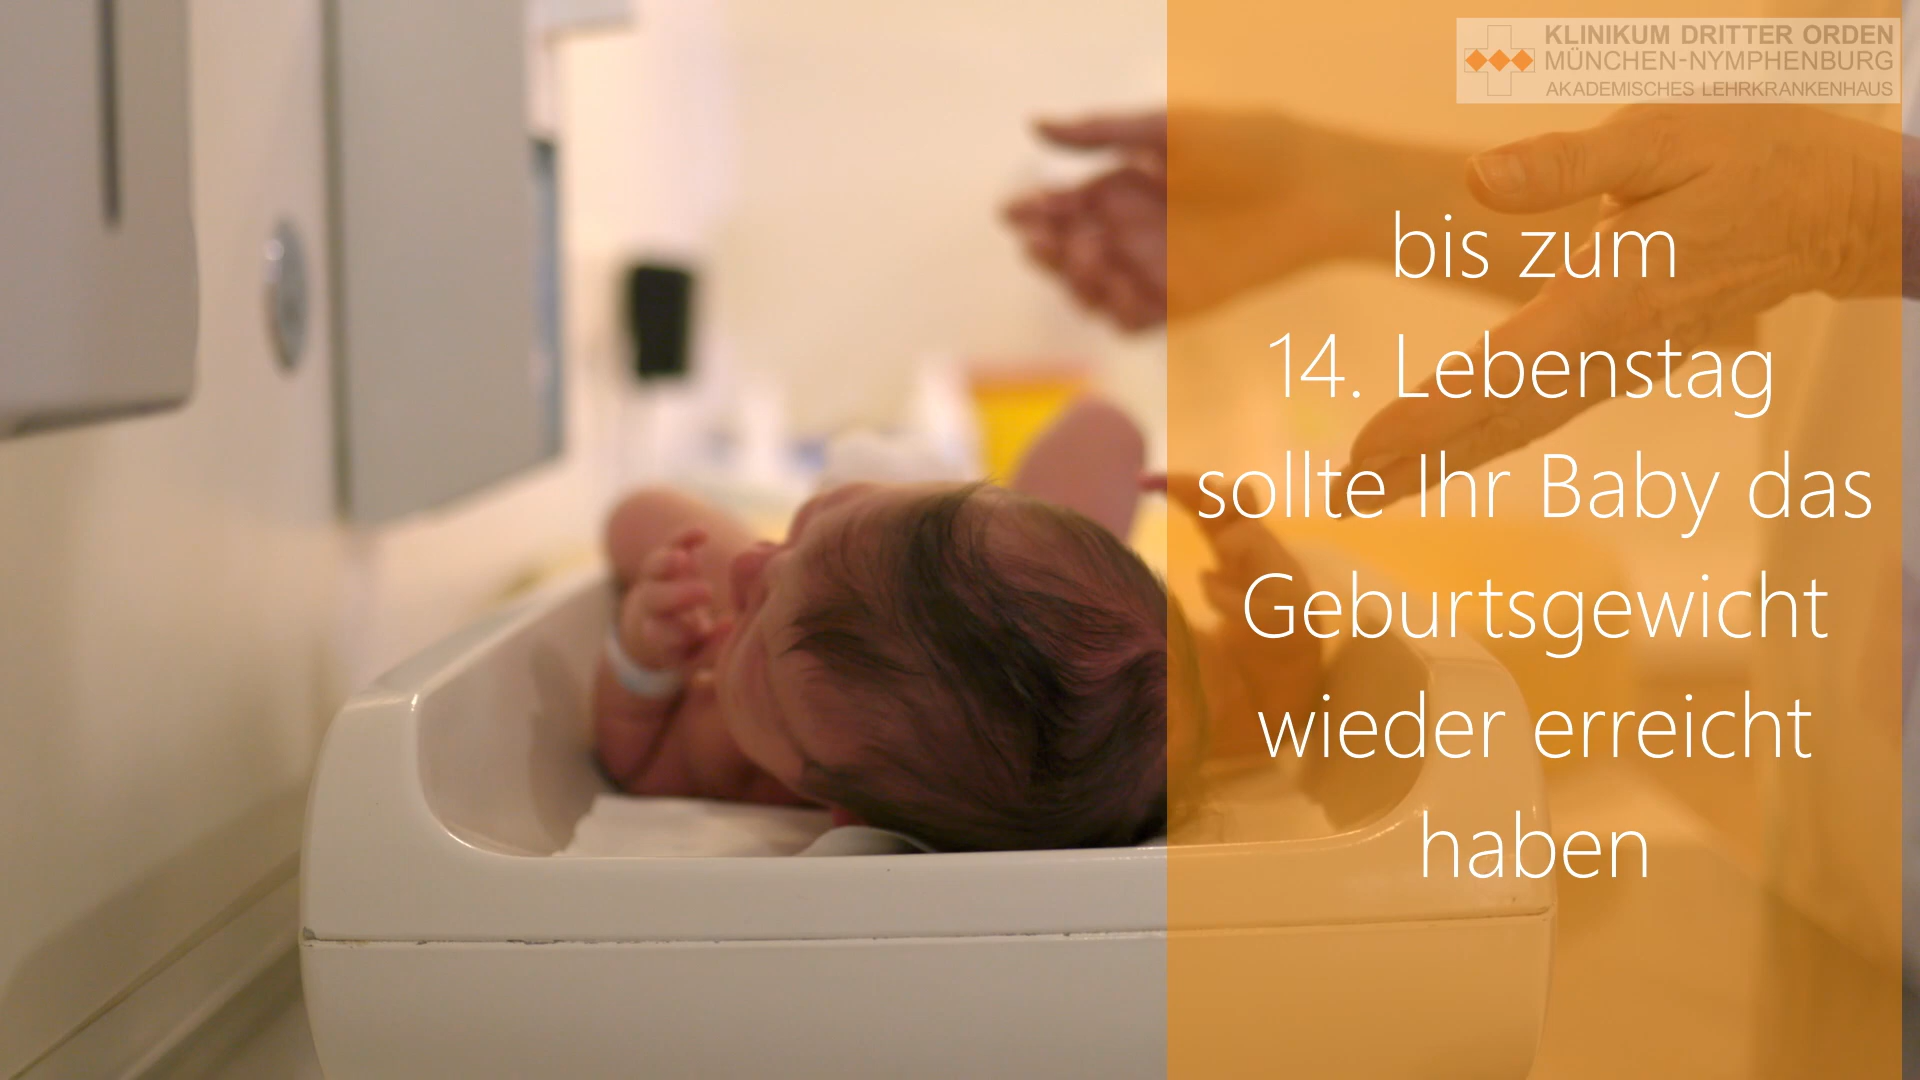 KLINIKUM DRITTER ORDEN
MÜNCHEN-NYMPHENBURG
AKADEMISCHES LEHRKRANKENHAUS
bis zum
14. Lebenstag
sollte Ihr Baby das
Geburtsgewicht
wieder erreicht
haben